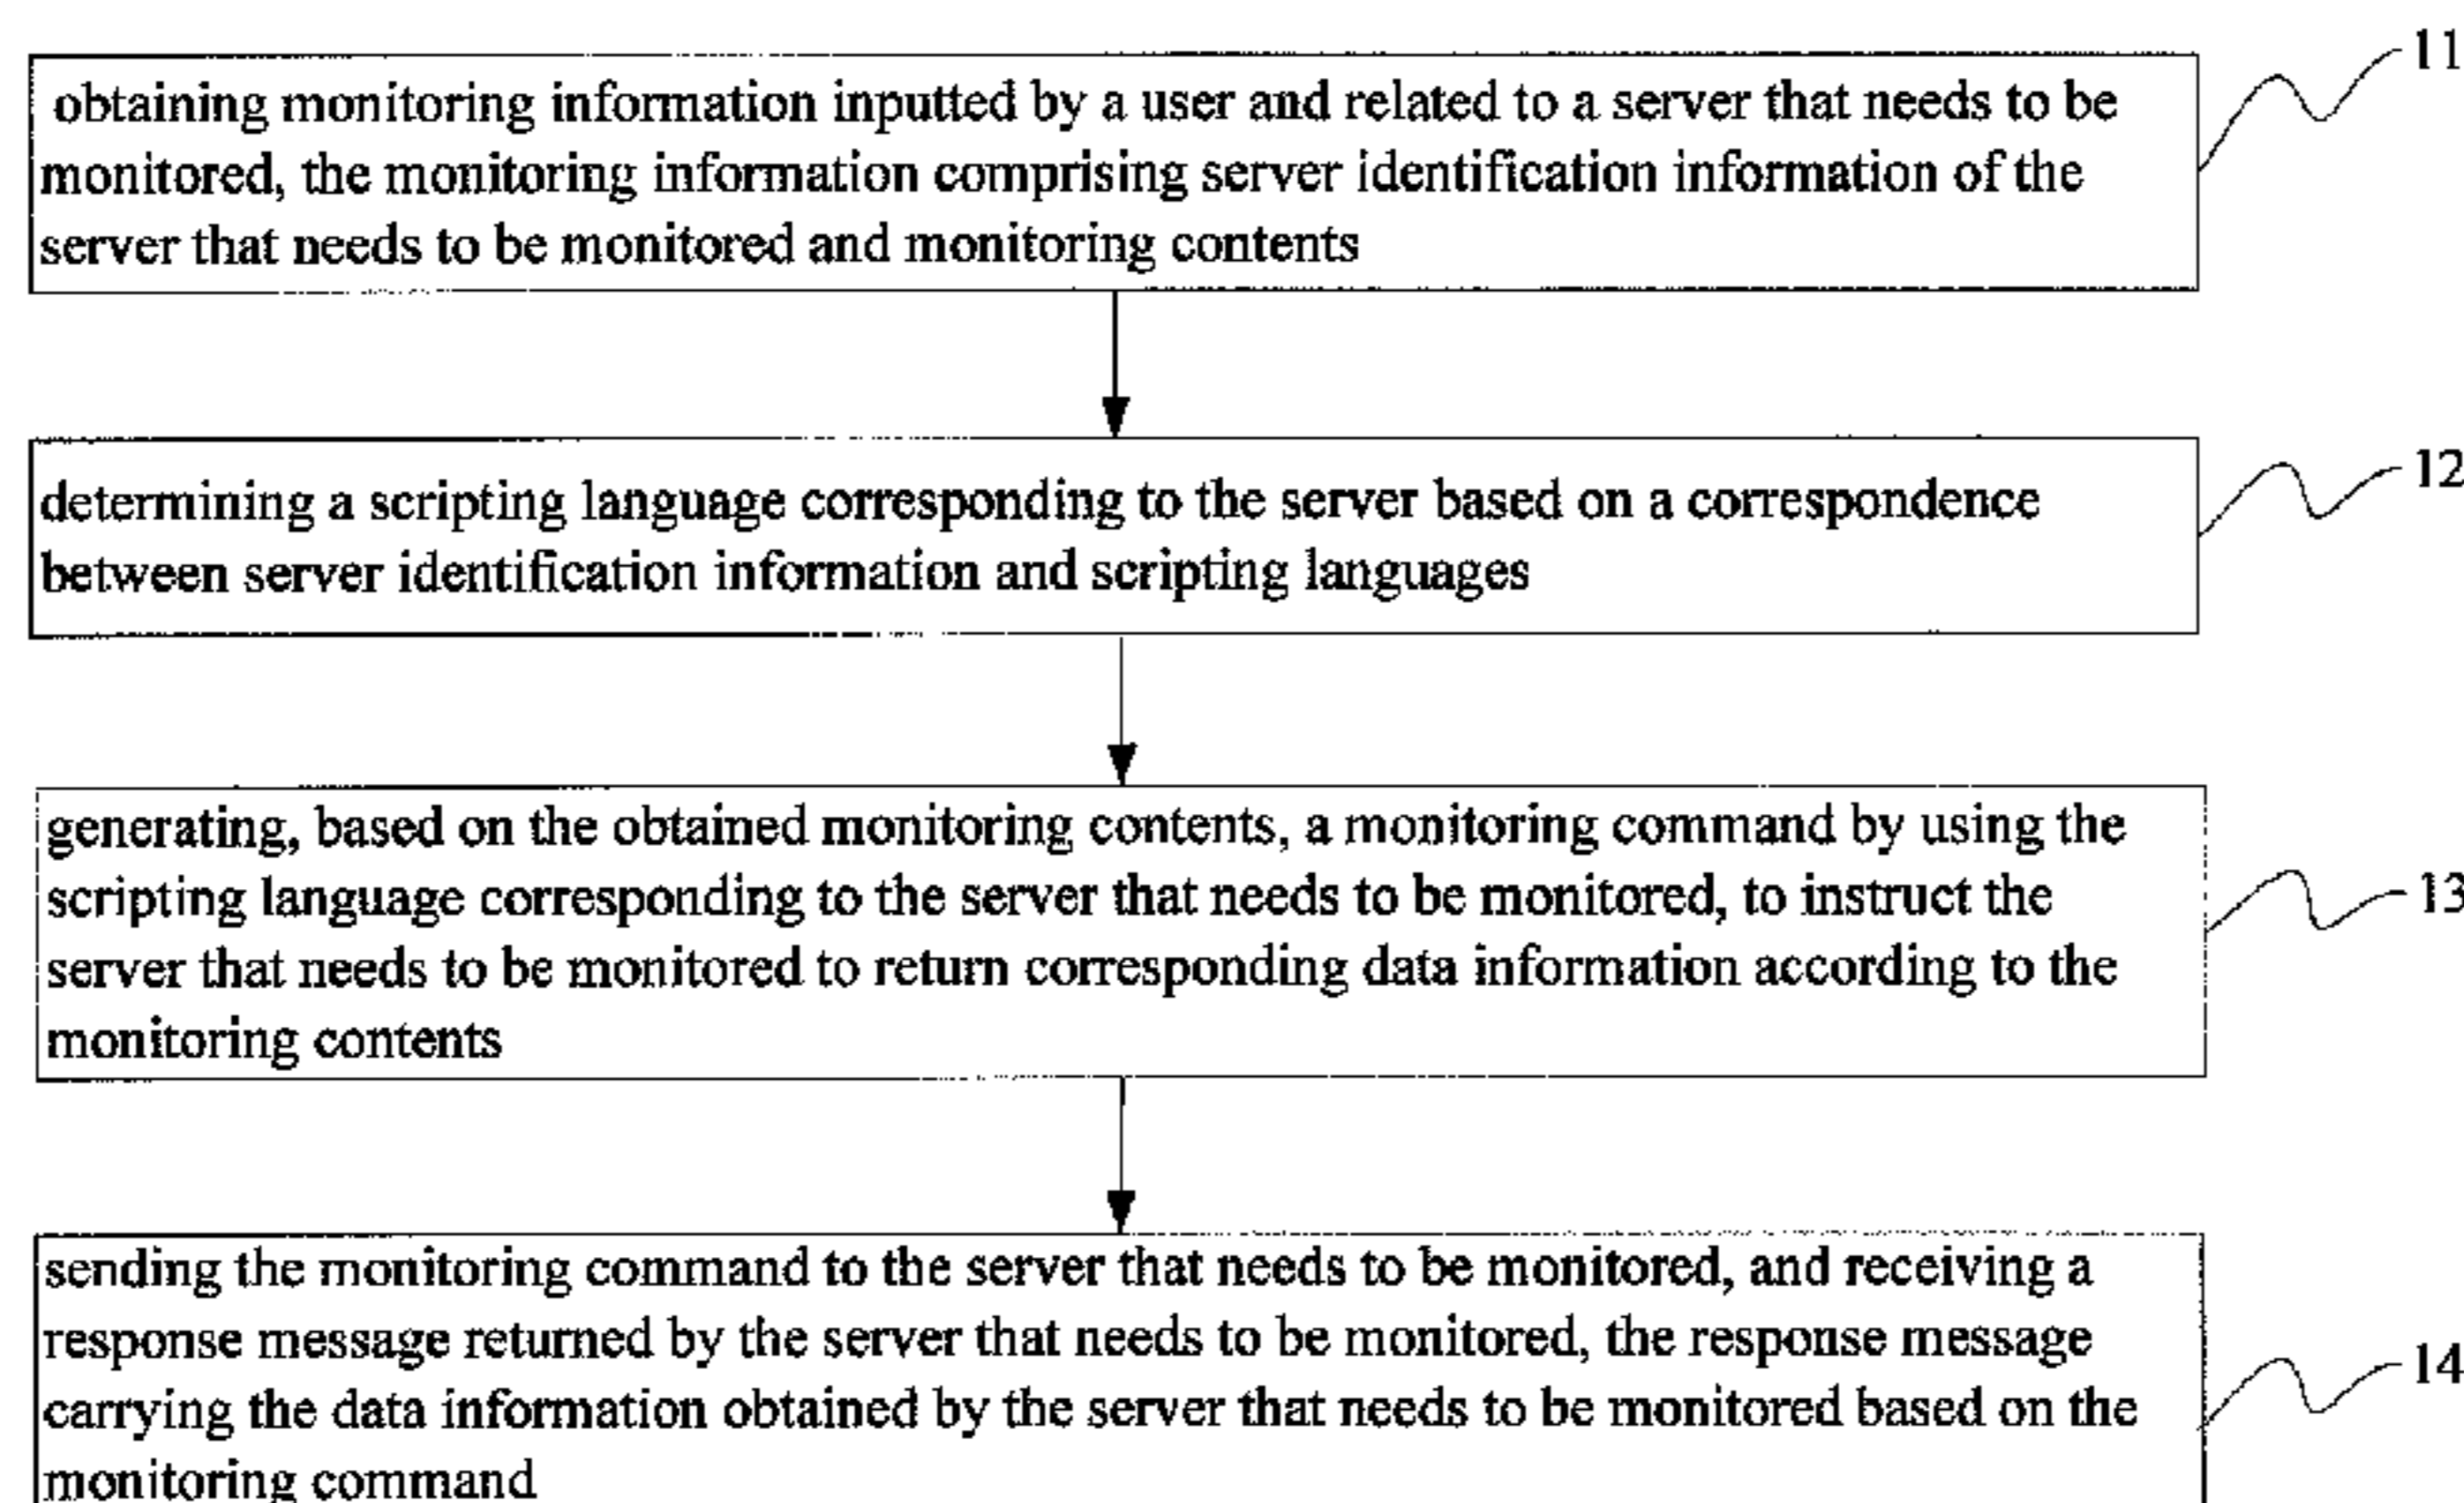 11
obtaining monitoring information inputted by a user and related to a server that needs to be
monitored, the monitoring information comprising server identification information of the
server that needs to be monitored and monitoring contents
12
determining a scripting language corresponding to the server based on a correspondence
between server identification information and scripting languages
generating, based on the obtained monitoring contents, a monitoring command by using the
scripting language corresponding to the server that needs to be monitored, to instruct the
13
server that needs to be monitored to return corresponding data information according to the
monitoring contents
sending the monitoring command to the server that needs to be monitored, and receiving a
response message returned by the server that needs to be monitored, the response message
14
carrying the data information obtained by the server that needs to be monitored based on the
monitoring command